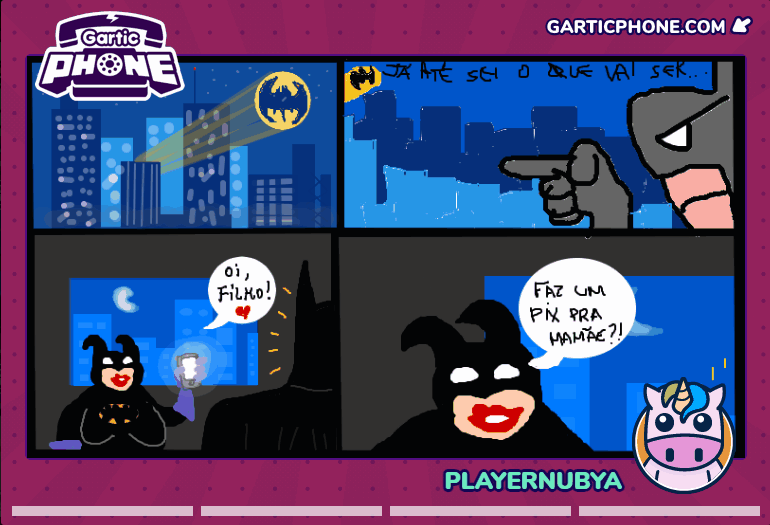 Gartic
PHONE
GARTICPHONE.COM
JÁ ATÉ SEI O QUE VAI SER...
OI,
FILHO!
FAZ UM
PIX PRA
MAMÃE?!
PLAYERNUBYA